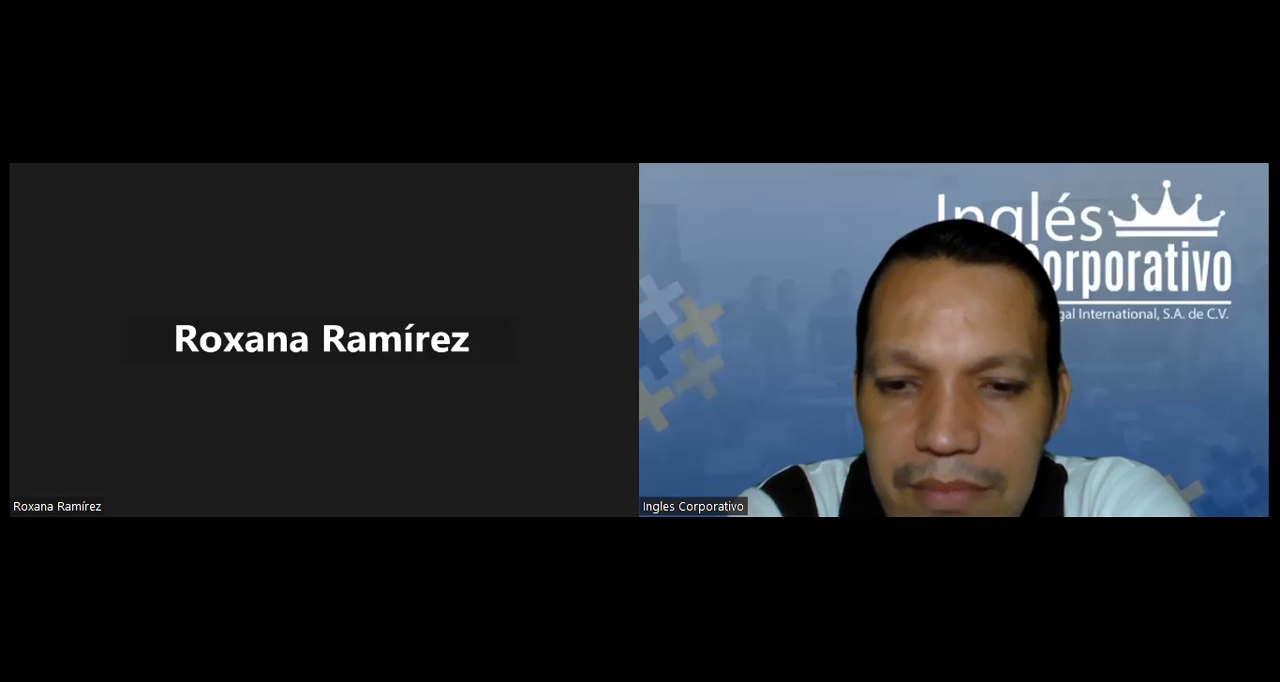 Roxana Ramírez
Roxana Ramírez
Inglés
Corporativo
gal International, S.A. de C.V.
Ingles Corporativo